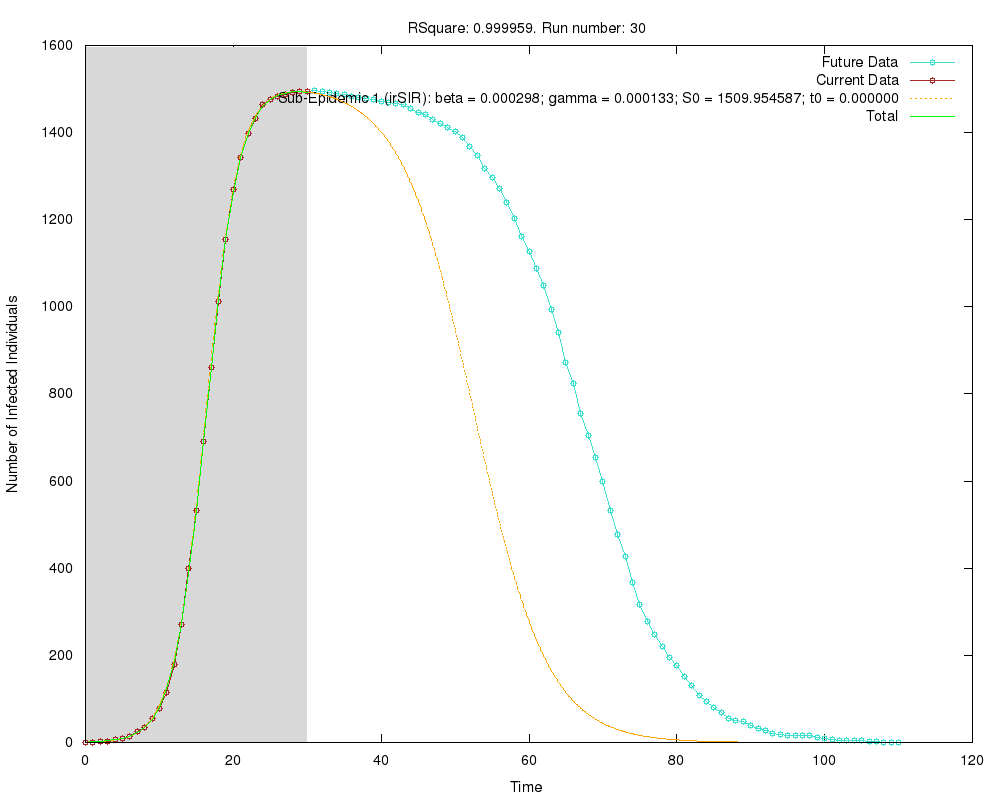 RSquare: 0.999959. Run number: 30
1600
1400
1200
1000
800
600
400
200
0
Number of Infected Individuals
Future Data
Current Data
Sub-Epidemic 1 (irSIR): beta = 0.000298; gamma = 0.000133; S0 = 1509.954587; t0 = 0.000000
Total
0 20 40 60 80 100 120
Time